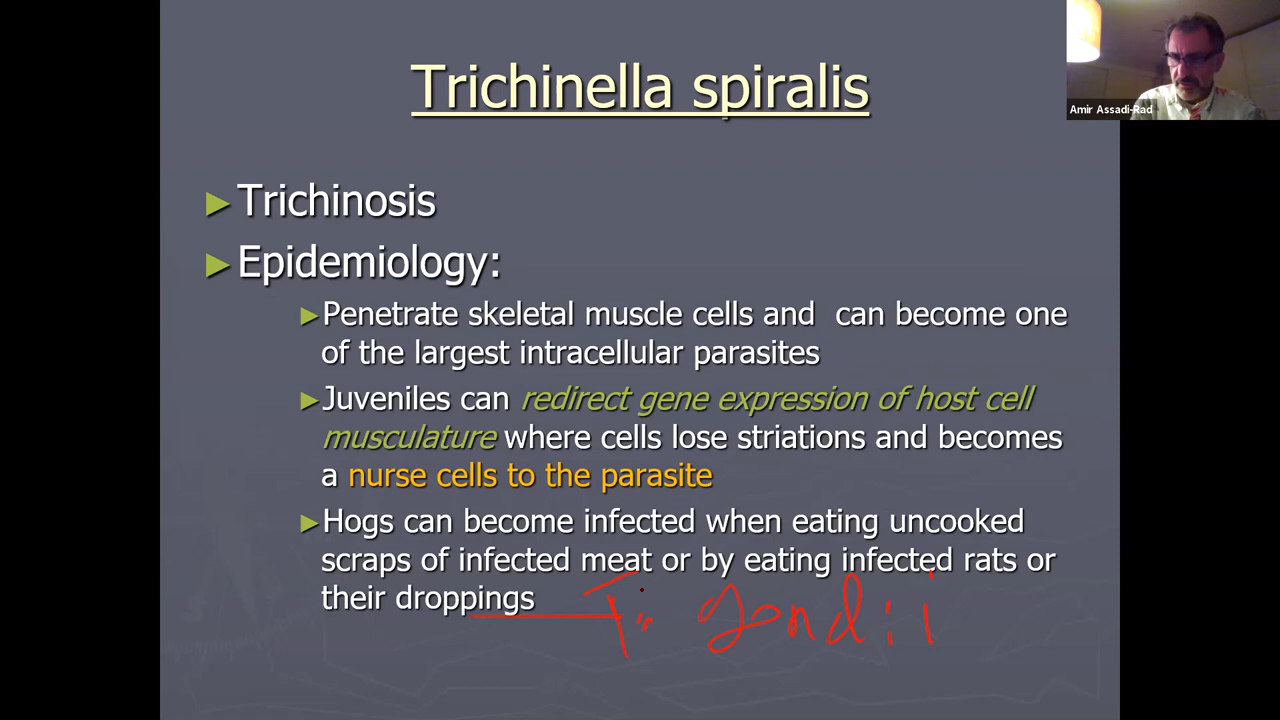 Trichinella spiralis
Amir Assadi-Rad
►Trichinosis
►Epidemiology:
►Penetrate skeletal muscle cells and can become one
of the largest intracellular parasites
►Juveniles can redirect gene expression of host cell
musculature where cells lose striations and becomes
a nurse cells to the parasite
►Hogs can become infected when eating uncooked
scraps of infected meat or by eating infected rats or
their droppings
T. gondii